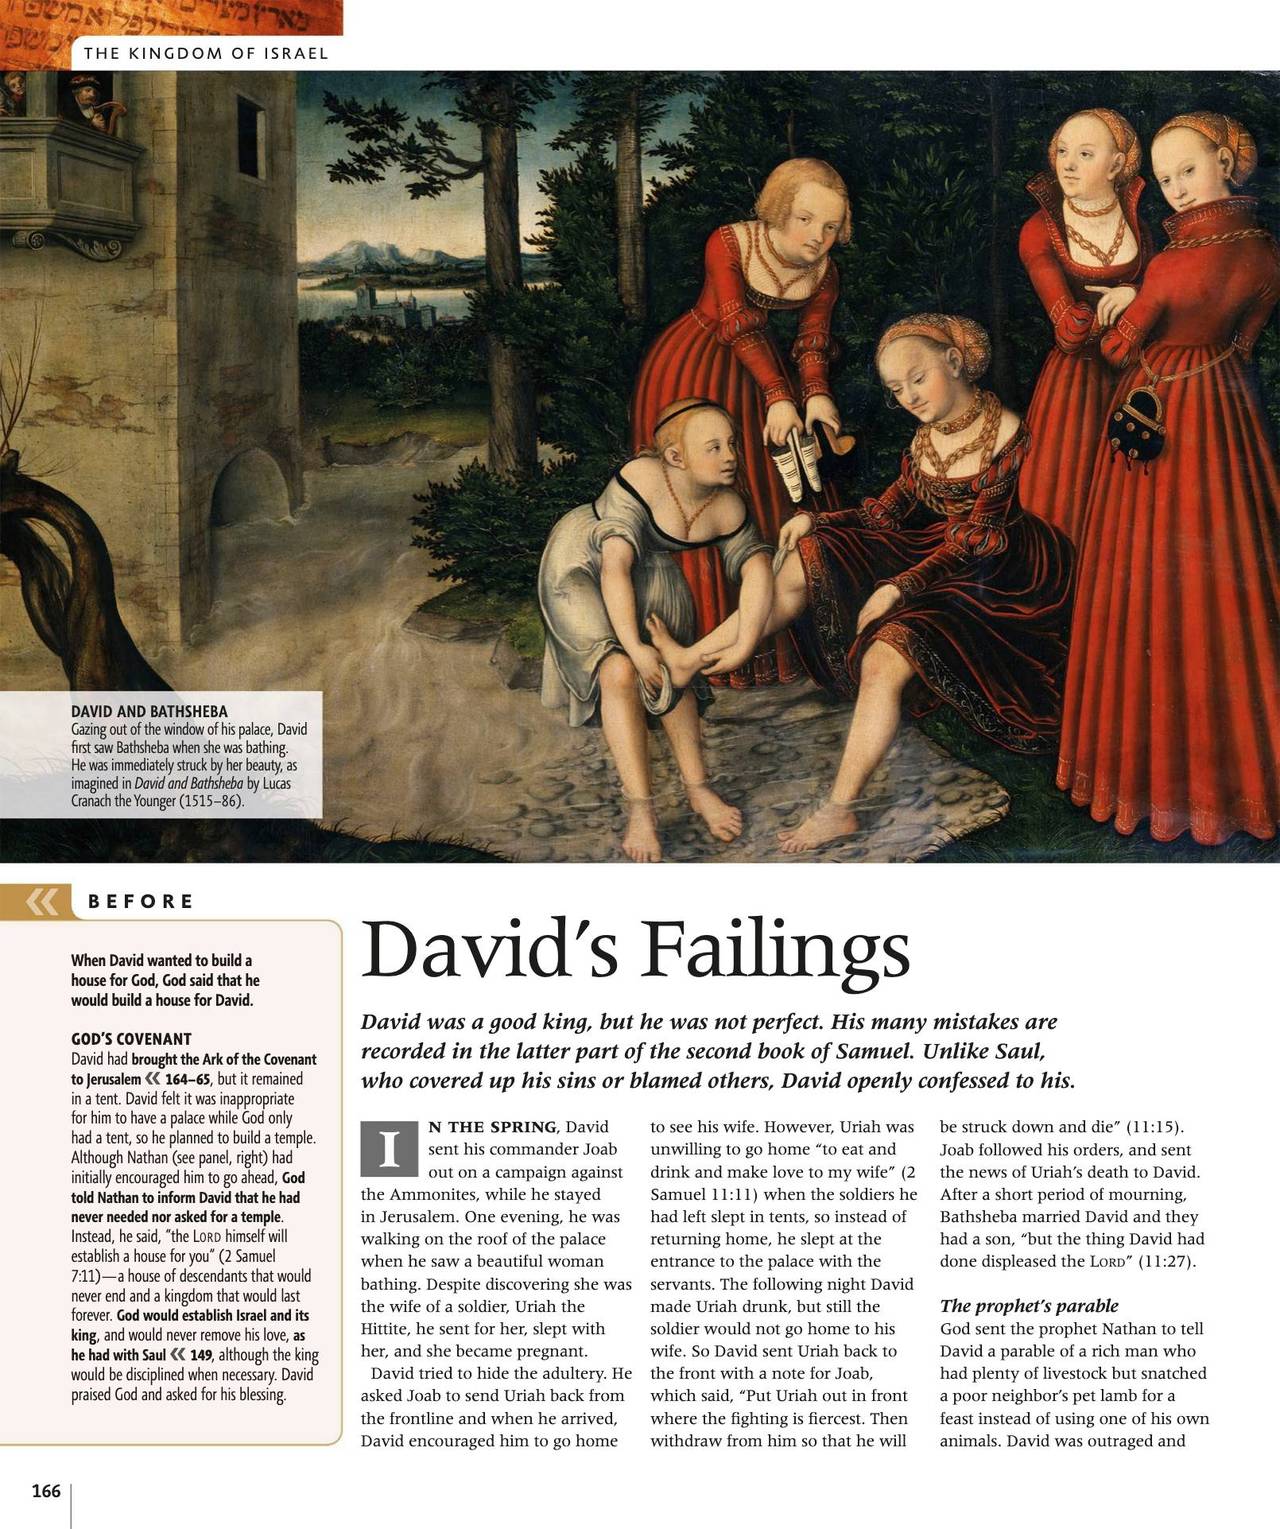 THE KINGDOM OF ISRAEL
DAVID AND BATHSHEBA
Gazing out of the window of his palace, David
first saw Bathsheba when she was bathing.
He was immediately struck by her beauty, as
imagined in David and Bathsheba by Lucas
Cranach the Younger (1515–86).
« BEFORE
When David wanted to build a
house for God, God said that he
would build a house for David.
GOD'S COVENANT
David had brought the Ark of the Covenant
to Jerusalem « 164–65, but it remained
in a tent. David felt it was inappropriate
for him to have a palace while God only
had a tent, so he planned to build a temple.
Although Nathan (see panel, right) had
initially encouraged him to go ahead, God
told Nathan to inform David that he had
never needed nor asked for a temple.
Instead, he said, "the LORD himself will
establish a house for you" (2 Samuel
7:11)—a house of descendants that would
never end and a kingdom that would last
forever. God would establish Israel and its
king, and would never remove his love, as
he had with Saul « 149, although the king
would be disciplined when necessary. David
praised God and asked for his blessing.
David's Failings
David was a good king, but he was not perfect. His many mistakes are
recorded in the latter part of the second book of Samuel. Unlike Saul,
who covered up his sins or blamed others, David openly confessed to his.
IN THE SPRING, David
sent his commander Joab
out on a campaign against
the Ammonites, while he stayed
in Jerusalem. One evening, he was
walking on the roof of the palace
when he saw a beautiful woman
bathing. Despite discovering she was
the wife of a soldier, Uriah the
Hittite, he sent for her, slept with
her, and she became pregnant.
David tried to hide the adultery. He
asked Joab to send Uriah back from
the frontline and when he arrived,
David encouraged him to go home
to see his wife. However, Uriah was
unwilling to go home "to eat and
drink and make love to my wife" (2
Samuel 11:11) when the soldiers he
had left slept in tents, so instead of
returning home, he slept at the
entrance to the palace with the
servants. The following night David
made Uriah drunk, but still the
soldier would not go home to his
wife. So David sent Uriah back to
the front with a note for Joab,
which said, "Put Uriah out in front
where the fighting is fiercest. Then
withdraw from him so that he will
be struck down and die" (11:15).
Joab followed his orders, and sent
the news of Uriah's death to David.
After a short period of mourning,
Bathsheba married David and they
had a son, "but the thing David had
done displeased the LORD" (11:27).
The prophet's parable
God sent the prophet Nathan to tell
David a parable of a rich man who
had plenty of livestock but snatched
a poor neighbor's pet lamb for a
feast instead of using one of his own
animals. David was outraged and
166